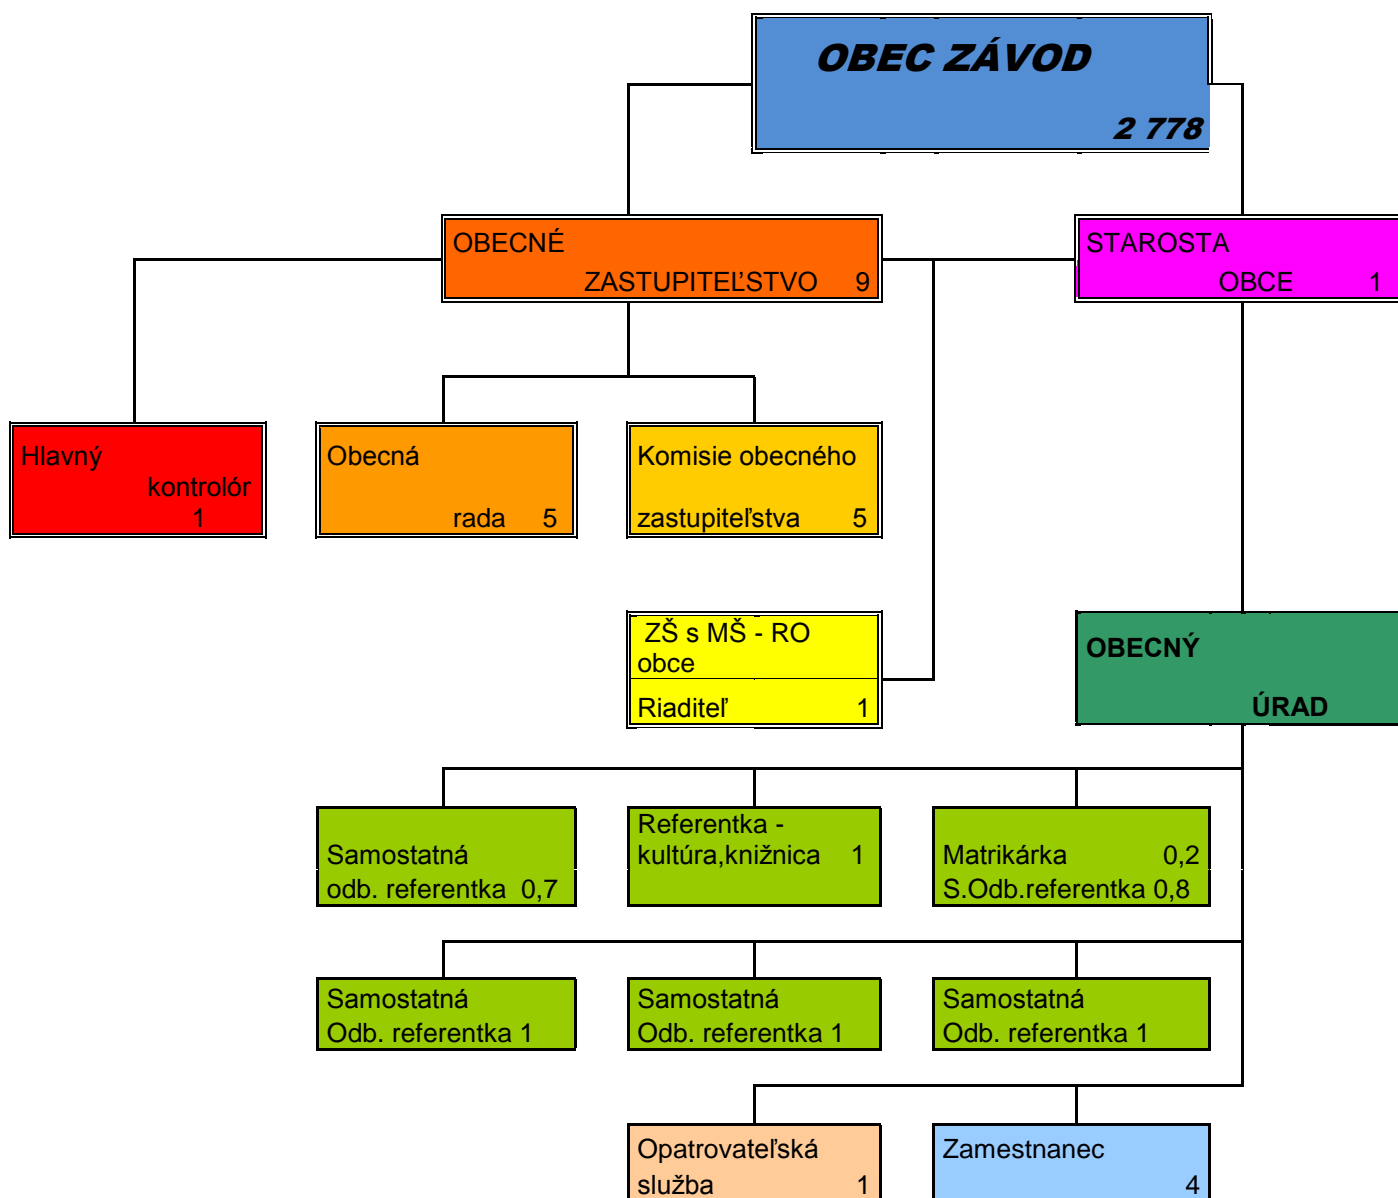 OBEC ZÁVOD
2 778
OBECNÉ
ZASTUPITEĽSTVO 9
STAROSTA
OBCE 1
Hlavný
kontrolór
1
Obecná
rada 5
Komisie obecného
zastupiteľstva 5
ZŠ s MŠ - RO
obce
Riaditeľ 1
OBECNÝ
ÚRAD
Samostatná
odb. referentka 0,7
Referentka -
kultúra,knižnica 1
Matrikárka 0,2
S.Odb.referentka 0,8
Samostatná
Odb. referentka 1
Samostatná
Odb. referentka 1
Samostatná
Odb. referentka 1
Opatrovateľská
služba 1
Zamestnanec
4